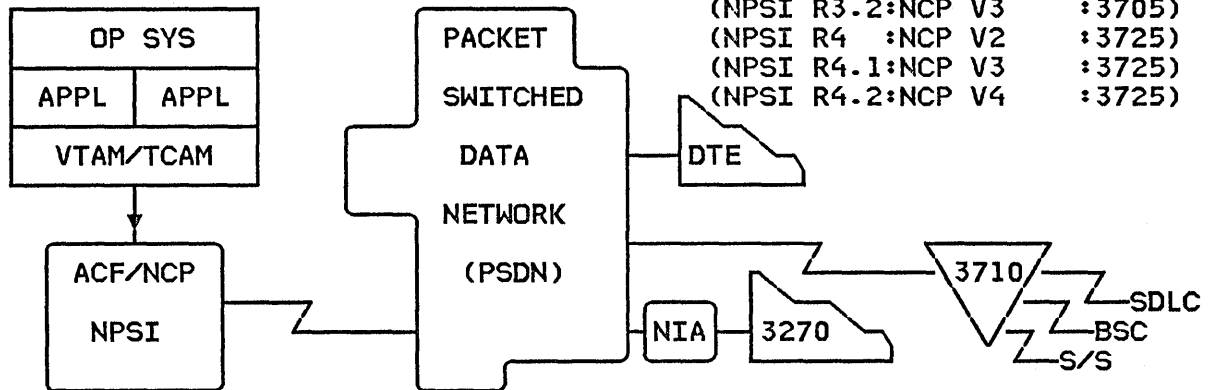 (NPSI R3.2:NCP V3 :3705)
(NPSI R4 :NCP V2 :3725)
(NPSI R4.1:NCP V3 :3725)
(NPSI R4.2:NCP V4 :3725)
OP SYS
APPL APPL
VTAM/TCAM
ACF/NCP
NPSI
PACKET
SWITCHED
DATA
NETWORK
(PSDN)
DTE
NIA
3270
3710
SDLC
BSC
S/S